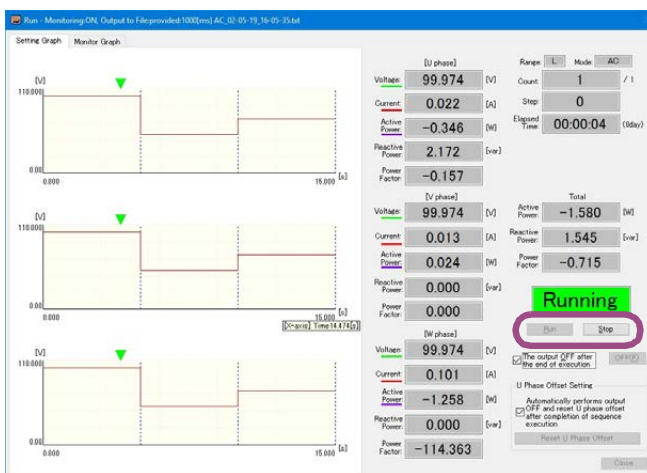 Run - Monitoring:ON, Output to File:provided:1000[ms] AC_02-05-19_16-05-35.txt
Setting Graph Monitor Graph
[V]
110.000
0.00
0.000
15.000 [s]
[V]
110.000
0.00
0.000
15.000 [s]
[X-axis] Time14.474[s]
[V]
110.000
0.00
0.000
15.000 [s]
[U phase]
Voltage: 99.974 [V]
Current: 0.022 [A]
Active Power: -0.346 [W]
Reactive Power: 2.172 [var]
Power Factor: -0.157
[V phase]
Voltage: 99.974 [V]
Current: 0.013 [A]
Active Power: 0.024 [W]
Reactive Power: 0.000 [var]
Power Factor: 0.000
[W phase]
Voltage: 99.974 [V]
Current: 0.101 [A]
Active Power: -1.258 [W]
Reactive Power: 0.000 [var]
Power Factor: -114.363
Range: L Mode: AC
Count: 1 / 1
Step: 0
Elapsed Time: 00:00:04 (0day)
Total
Active Power: -1.580 [W]
Reactive Power: 1.545 [var]
Power Factor: -0.715
Running
Run Stop
The output OFF after
the end of execution
OFF(F)
U Phase Offset Setting
Automatically performs output
OFF and reset U phase offset
after completion of sequence
execution
Reset U Phase Offset
Close